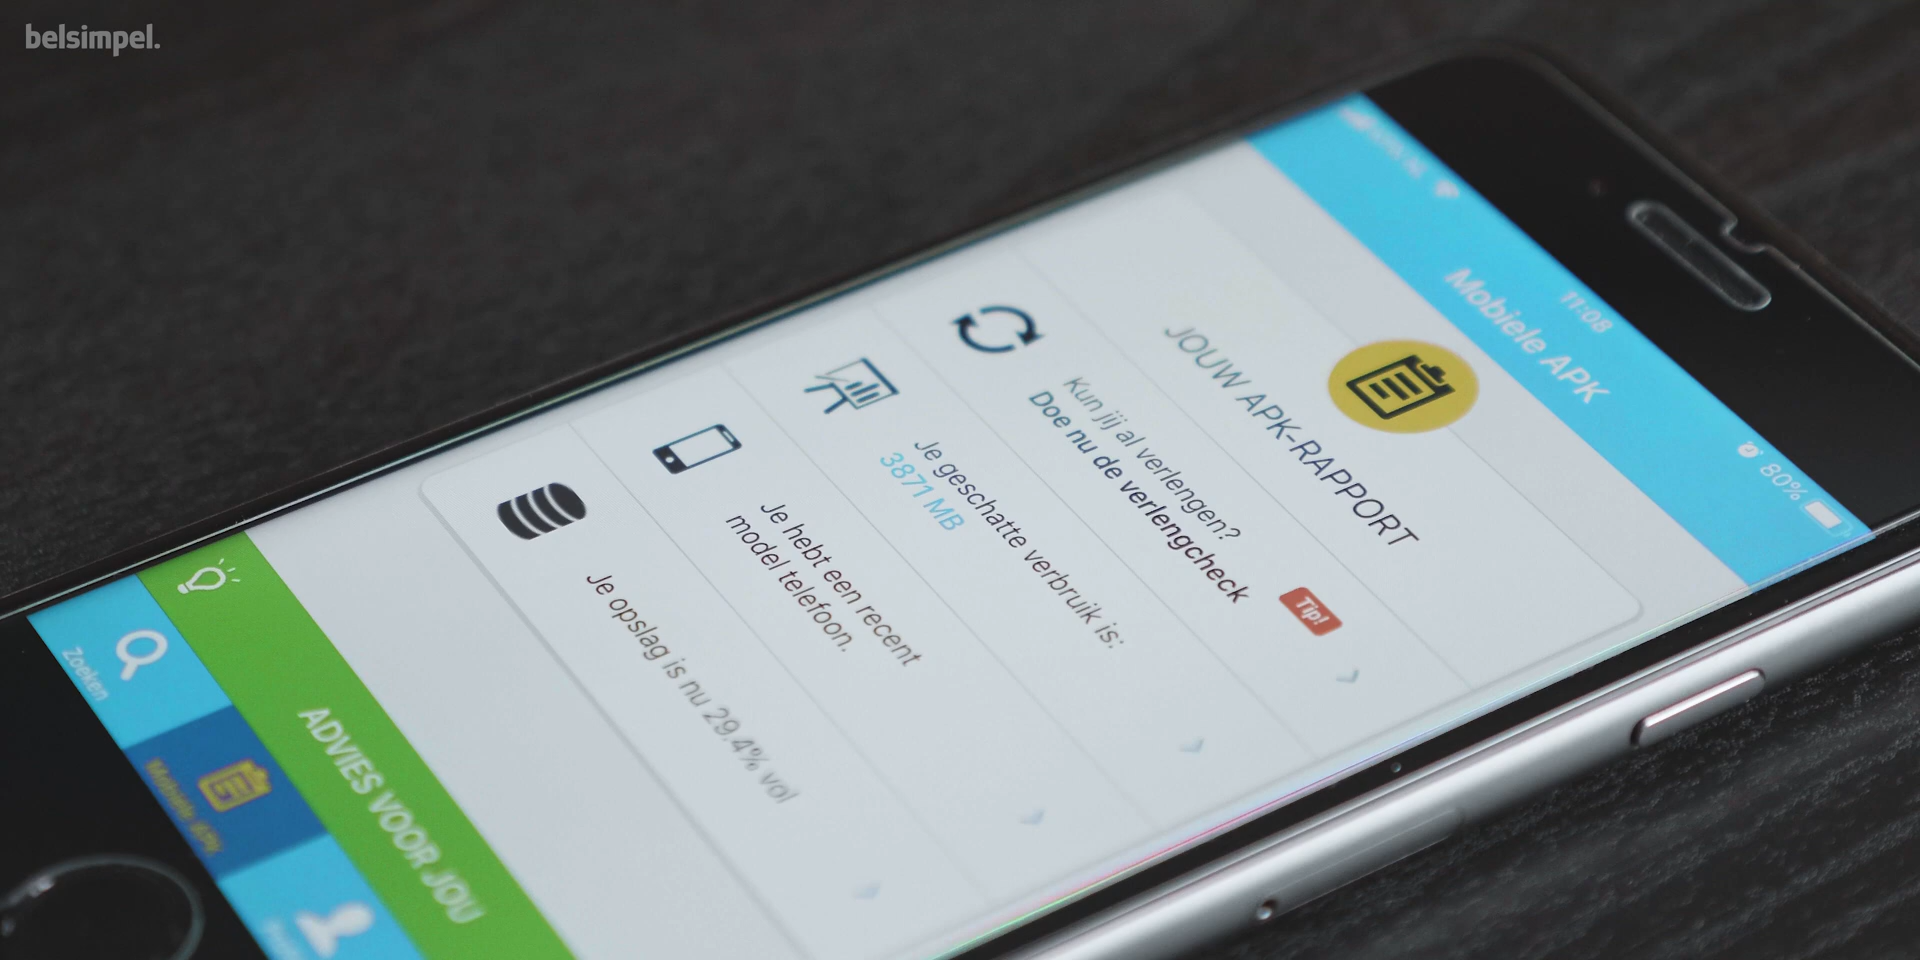 belsimpel.
11:08
80%
Mobiele APK
JOUW APK-RAPPORT
Kun jij al verlengen?
Doe nu de verlengcheck
Tip!
Je geschatte verbruik is:
3871 MB
Je hebt een recent
model telefoon.
Je opslag is nu 29.4% vol
ADVIES VOOR JOU
Zoeken
Mobiele APK